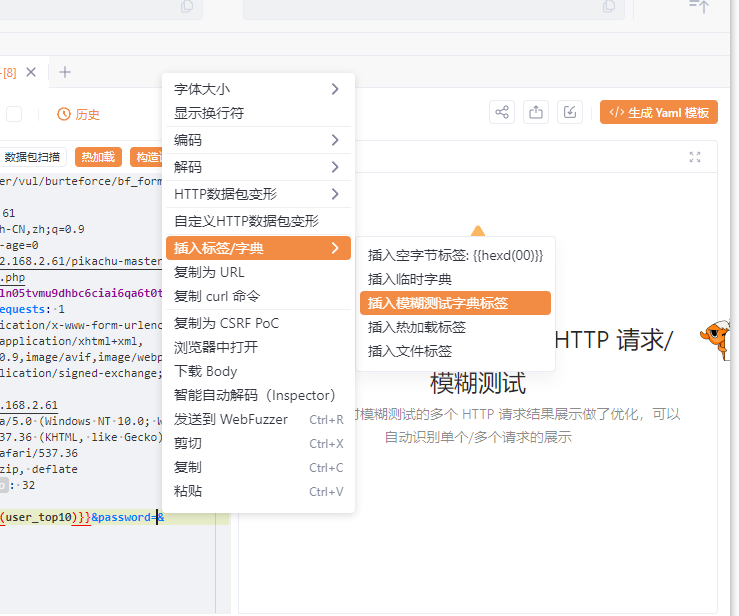 [8]
历史
生成 Yaml 模板
数据包扫描
热加载
构造
er/vul/burteforce/bf_form
61
h-CN,zh;q=0.9
-age=0
2.168.2.61/pikachu-master
.php
ln05tvmu9dhbc6ciai6qa6t0t
equests: 1
ication/x-www-form-urlenc
application/xhtml+xml,
0.9,image/avif,image/webp
lication/signed-exchange;
.168.2.61
a/5.0 (Windows NT 10.0; W
37.36 (KHTML, like Gecko)
afari/537.36
zip, deflate
: 32
(user_top10)}}&password=&
字体大小
显示换行符
编码
解码
HTTP数据包变形
自定义HTTP数据包变形
插入标签/字典
复制为 URL
复制 curl 命令
复制为 CSRF PoC
浏览器中打开
下载 Body
智能自动解码（Inspector）
发送到 WebFuzzer Ctrl+R
剪切 Ctrl+X
复制 Ctrl+C
粘贴 Ctrl+V
插入空字节标签: {{hexd(00)}}
插入临时字典
插入模糊测试字典标签
插入热加载标签
插入文件标签
HTTP 请求/
模糊测试
模糊测试的多个 HTTP 请求结果展示做了优化，可以
自动识别单个/多个请求的展示